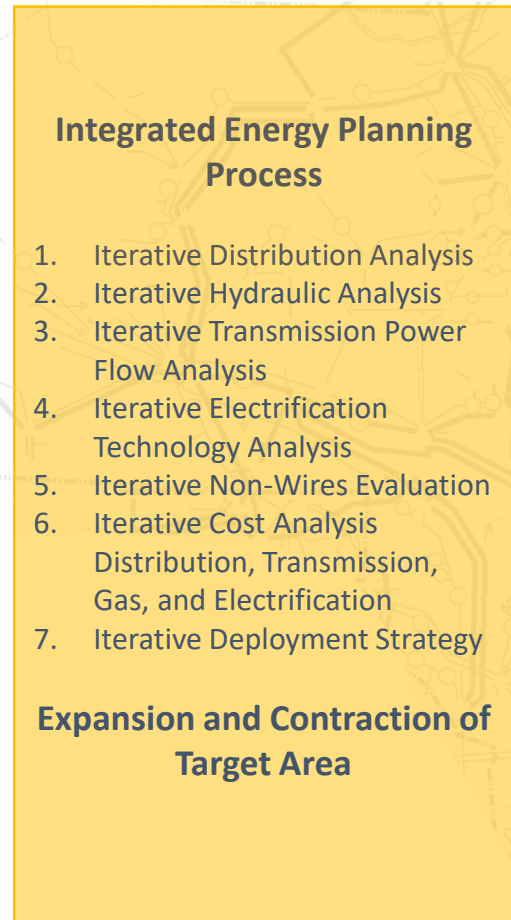 Integrated Energy Planning
Process
1. Iterative Distribution Analysis
2. Iterative Hydraulic Analysis
3. Iterative Transmission Power
Flow Analysis
4. Iterative Electrification
Technology Analysis
5. Iterative Non-Wires Evaluation
6. Iterative Cost Analysis
Distribution, Transmission,
Gas, and Electrification
7. Iterative Deployment Strategy
Expansion and Contraction of
Target Area